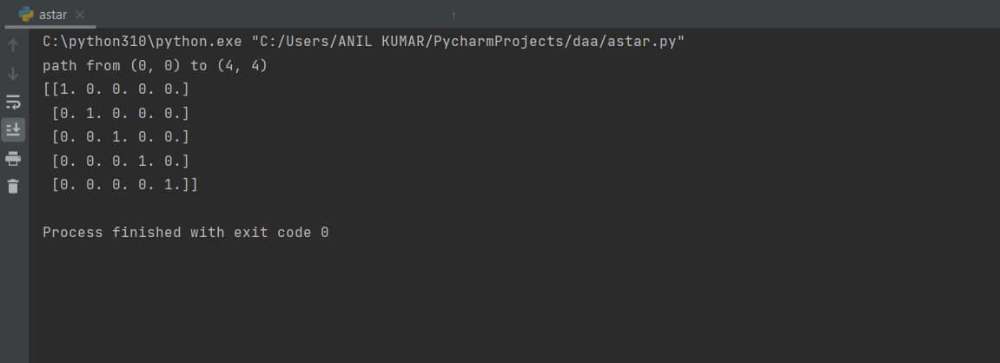 astar
C:\python310\python.exe "C:/Users/ANIL KUMAR/PycharmProjects/daa/astar.py"
path from (0, 0) to (4, 4)
[[1. 0. 0. 0. 0.]
 [0. 1. 0. 0. 0.]
 [0. 0. 1. 0. 0.]
 [0. 0. 0. 1. 0.]
 [0. 0. 0. 0. 1.]]
Process finished with exit code 0